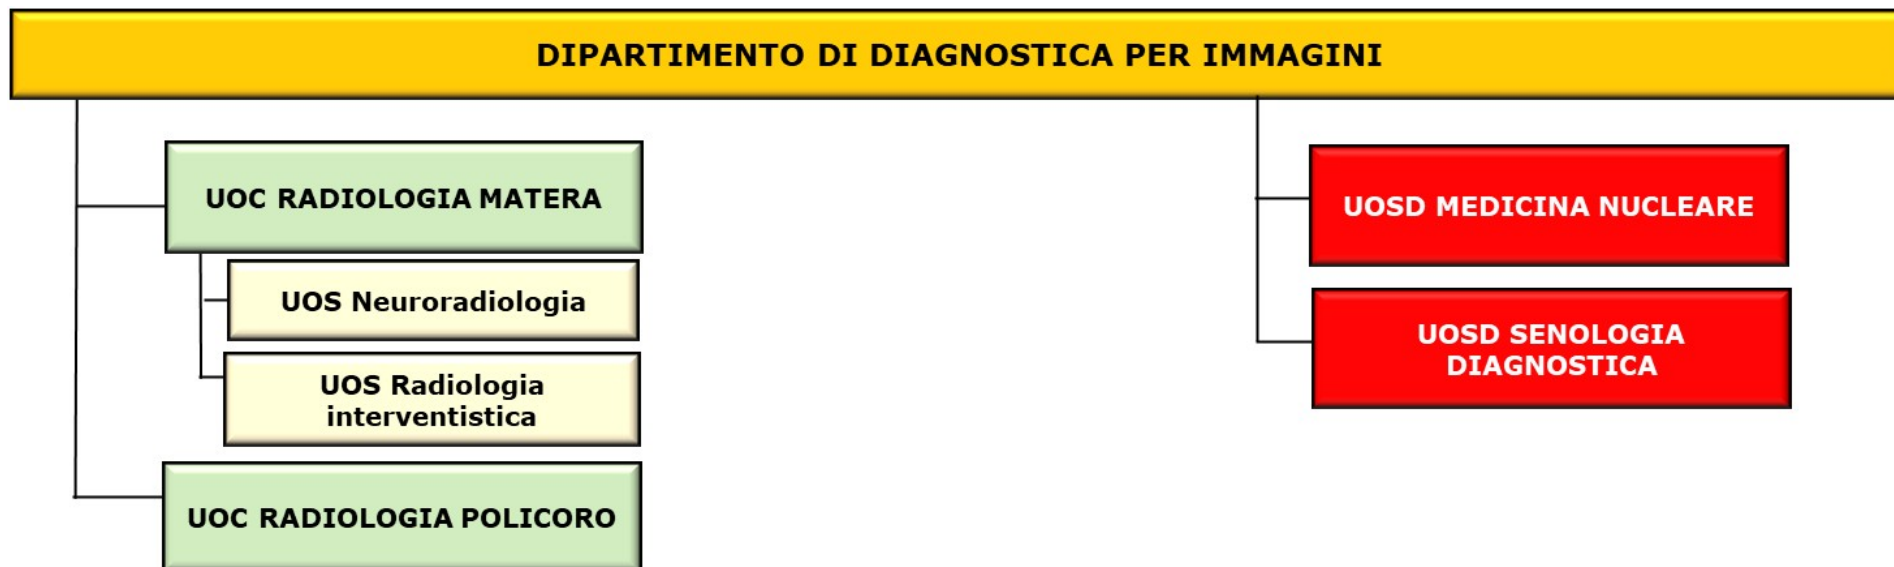 DIPARTIMENTO DI DIAGNOSTICA PER IMMAGINI
UOC RADIOLOGIA MATERA
UOS Neuroradiologia
UOS Radiologia
interventistica
UOC RADIOLOGIA POLICORO
UOSD MEDICINA NUCLEARE
UOSD SENOLOGIA
DIAGNOSTICA